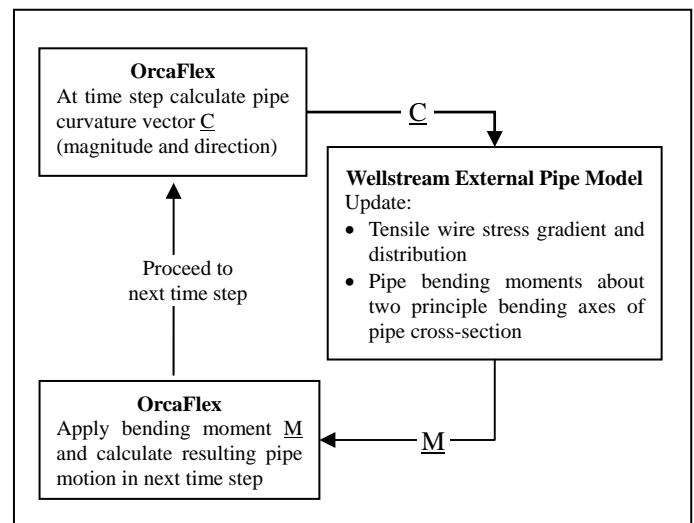 OrcaFlex
At time step calculate pipe
curvature vector C
(magnitude and direction)
C
Wellstream External Pipe Model
Update:
• Tensile wire stress gradient and
distribution
• Pipe bending moments about
two principle bending axes of
pipe cross-section
Proceed to
next time step
OrcaFlex
Apply bending moment M
and calculate resulting pipe
motion in next time step
M